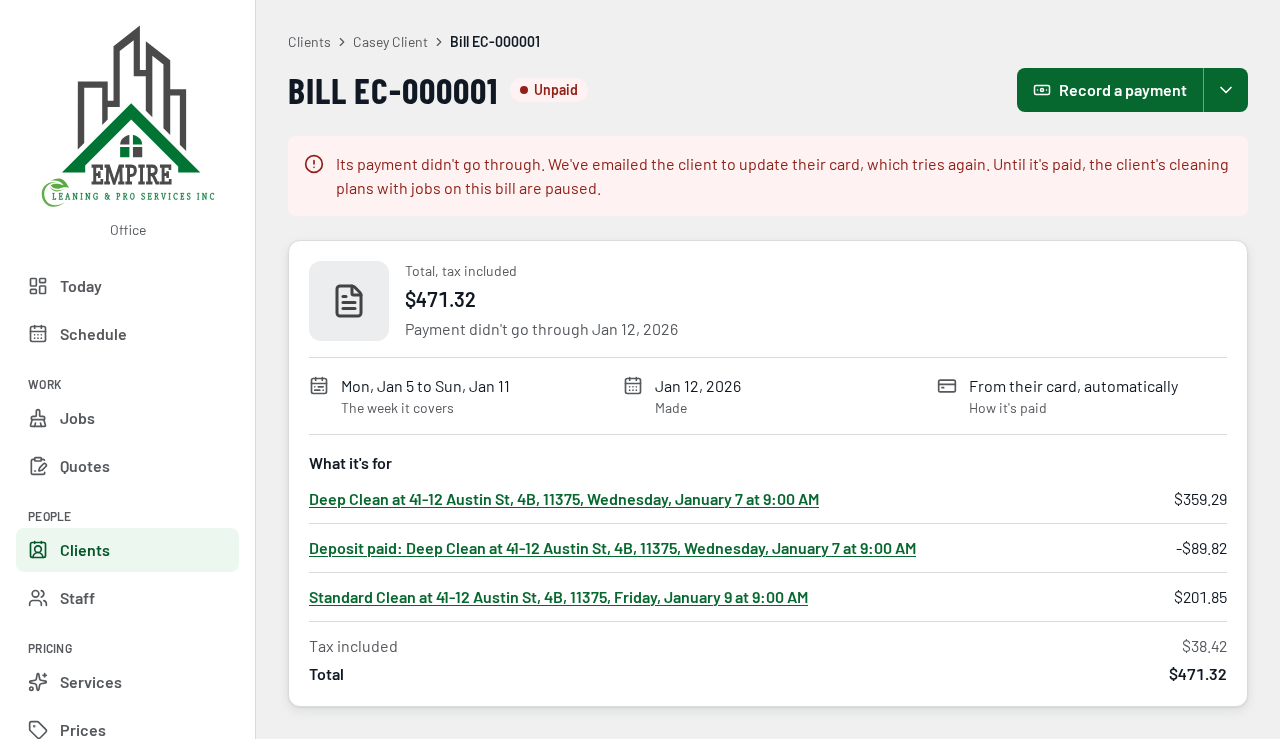 EMPIRE
LEANING & PRO SERVICES INC
Office
Today
Schedule
WORK
Jobs
Quotes
PEOPLE
Clients
Staff
PRICING
Services
Prices
Clients > Casey Client > Bill EC-000001
BILL EC-000001
Unpaid
Record a payment
Its payment didn't go through. We've emailed the client to update their card, which tries again. Until it's paid, the client's cleaning
plans with jobs on this bill are paused.
Total, tax included
$471.32
Payment didn't go through Jan 12, 2026
Mon, Jan 5 to Sun, Jan 11
The week it covers
Jan 12, 2026
Made
From their card, automatically
How it's paid
What it's for
Deep Clean at 41-12 Austin St, 4B, 11375, Wednesday, January 7 at 9:00 AM $359.29
Deposit paid: Deep Clean at 41-12 Austin St, 4B, 11375, Wednesday, January 7 at 9:00 AM -$89.82
Standard Clean at 41-12 Austin St, 4B, 11375, Friday, January 9 at 9:00 AM $201.85
Tax included $38.42
Total $471.32